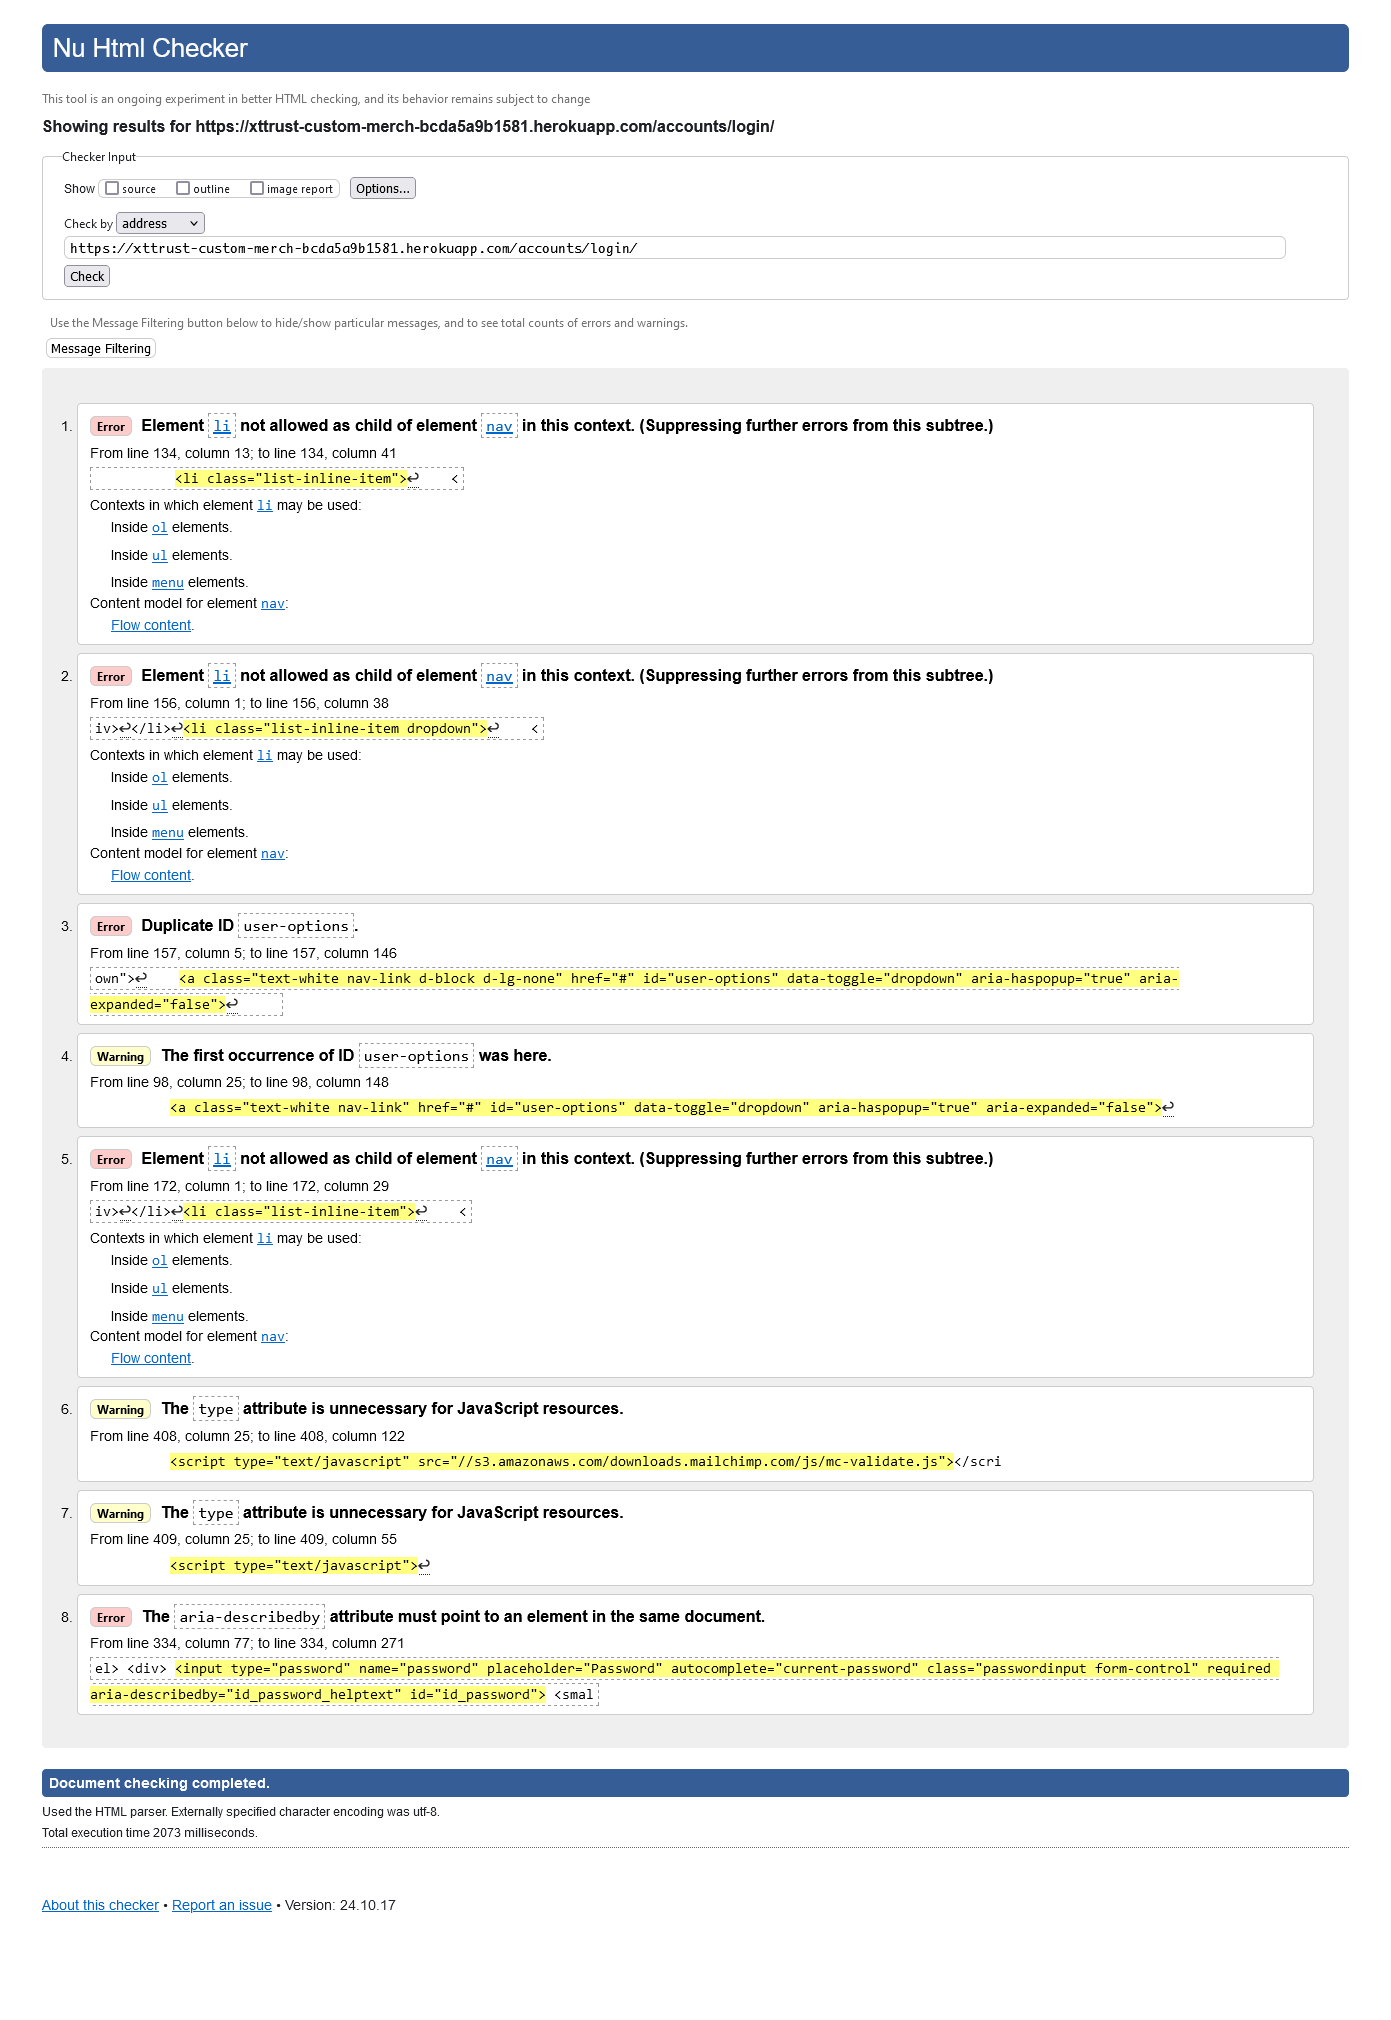 Nu Html Checker
This tool is an ongoing experiment in better HTML checking, and its behavior remains subject to change
Showing results for https://xttrust-custom-merch-bcda5a9b1581.herokuapp.com/accounts/login/
Checker Input
Show source outline image report Options...
Check by address
https://xttrust-custom-merch-bcda5a9b1581.herokuapp.com/accounts/login/
Check
Use the Message Filtering button below to hide/show particular messages, and to see total counts of errors and warnings.
Message Filtering
1. Error Element li not allowed as child of element nav in this context. (Suppressing further errors from this subtree.)
From line 134, column 13; to line 134, column 41
<li class="list-inline-item">↩ <
Contexts in which element li may be used:
Inside ol elements.
Inside ul elements.
Inside menu elements.
Content model for element nav:
Flow content.
2. Error Element li not allowed as child of element nav in this context. (Suppressing further errors from this subtree.)
From line 156, column 1; to line 156, column 38
iv>↩</li>↩<li class="list-inline-item dropdown">↩ <
Contexts in which element li may be used:
Inside ol elements.
Inside ul elements.
Inside menu elements.
Content model for element nav:
Flow content.
3. Error Duplicate ID user-options.
From line 157, column 5; to line 157, column 146
own">↩ <a class="text-white nav-link d-block d-lg-none" href="#" id="user-options" data-toggle="dropdown" aria-haspopup="true" aria-
expanded="false">↩
4. Warning The first occurrence of ID user-options was here.
From line 98, column 25; to line 98, column 148
<a class="text-white nav-link" href="#" id="user-options" data-toggle="dropdown" aria-haspopup="true" aria-expanded="false">↩
5. Error Element li not allowed as child of element nav in this context. (Suppressing further errors from this subtree.)
From line 172, column 1; to line 172, column 29
iv>↩</li>↩<li class="list-inline-item">↩ <
Contexts in which element li may be used:
Inside ol elements.
Inside ul elements.
Inside menu elements.
Content model for element nav:
Flow content.
6. Warning The type attribute is unnecessary for JavaScript resources.
From line 408, column 25; to line 408, column 122
<script type="text/javascript" src="//s3.amazonaws.com/downloads.mailchimp.com/js/mc-validate.js"></scri
7. Warning The type attribute is unnecessary for JavaScript resources.
From line 409, column 25; to line 409, column 55
<script type="text/javascript">↩
8. Error The aria-describedby attribute must point to an element in the same document.
From line 334, column 77; to line 334, column 271
el> <div> <input type="password" name="password" placeholder="Password" autocomplete="current-password" class="passwordinput form-control" required
aria-describedby="id_password_helptext" id="id_password"> <smal
Document checking completed.
Used the HTML parser. Externally specified character encoding was utf-8.
Total execution time 2073 milliseconds.
About this checker • Report an issue • Version: 24.10.17